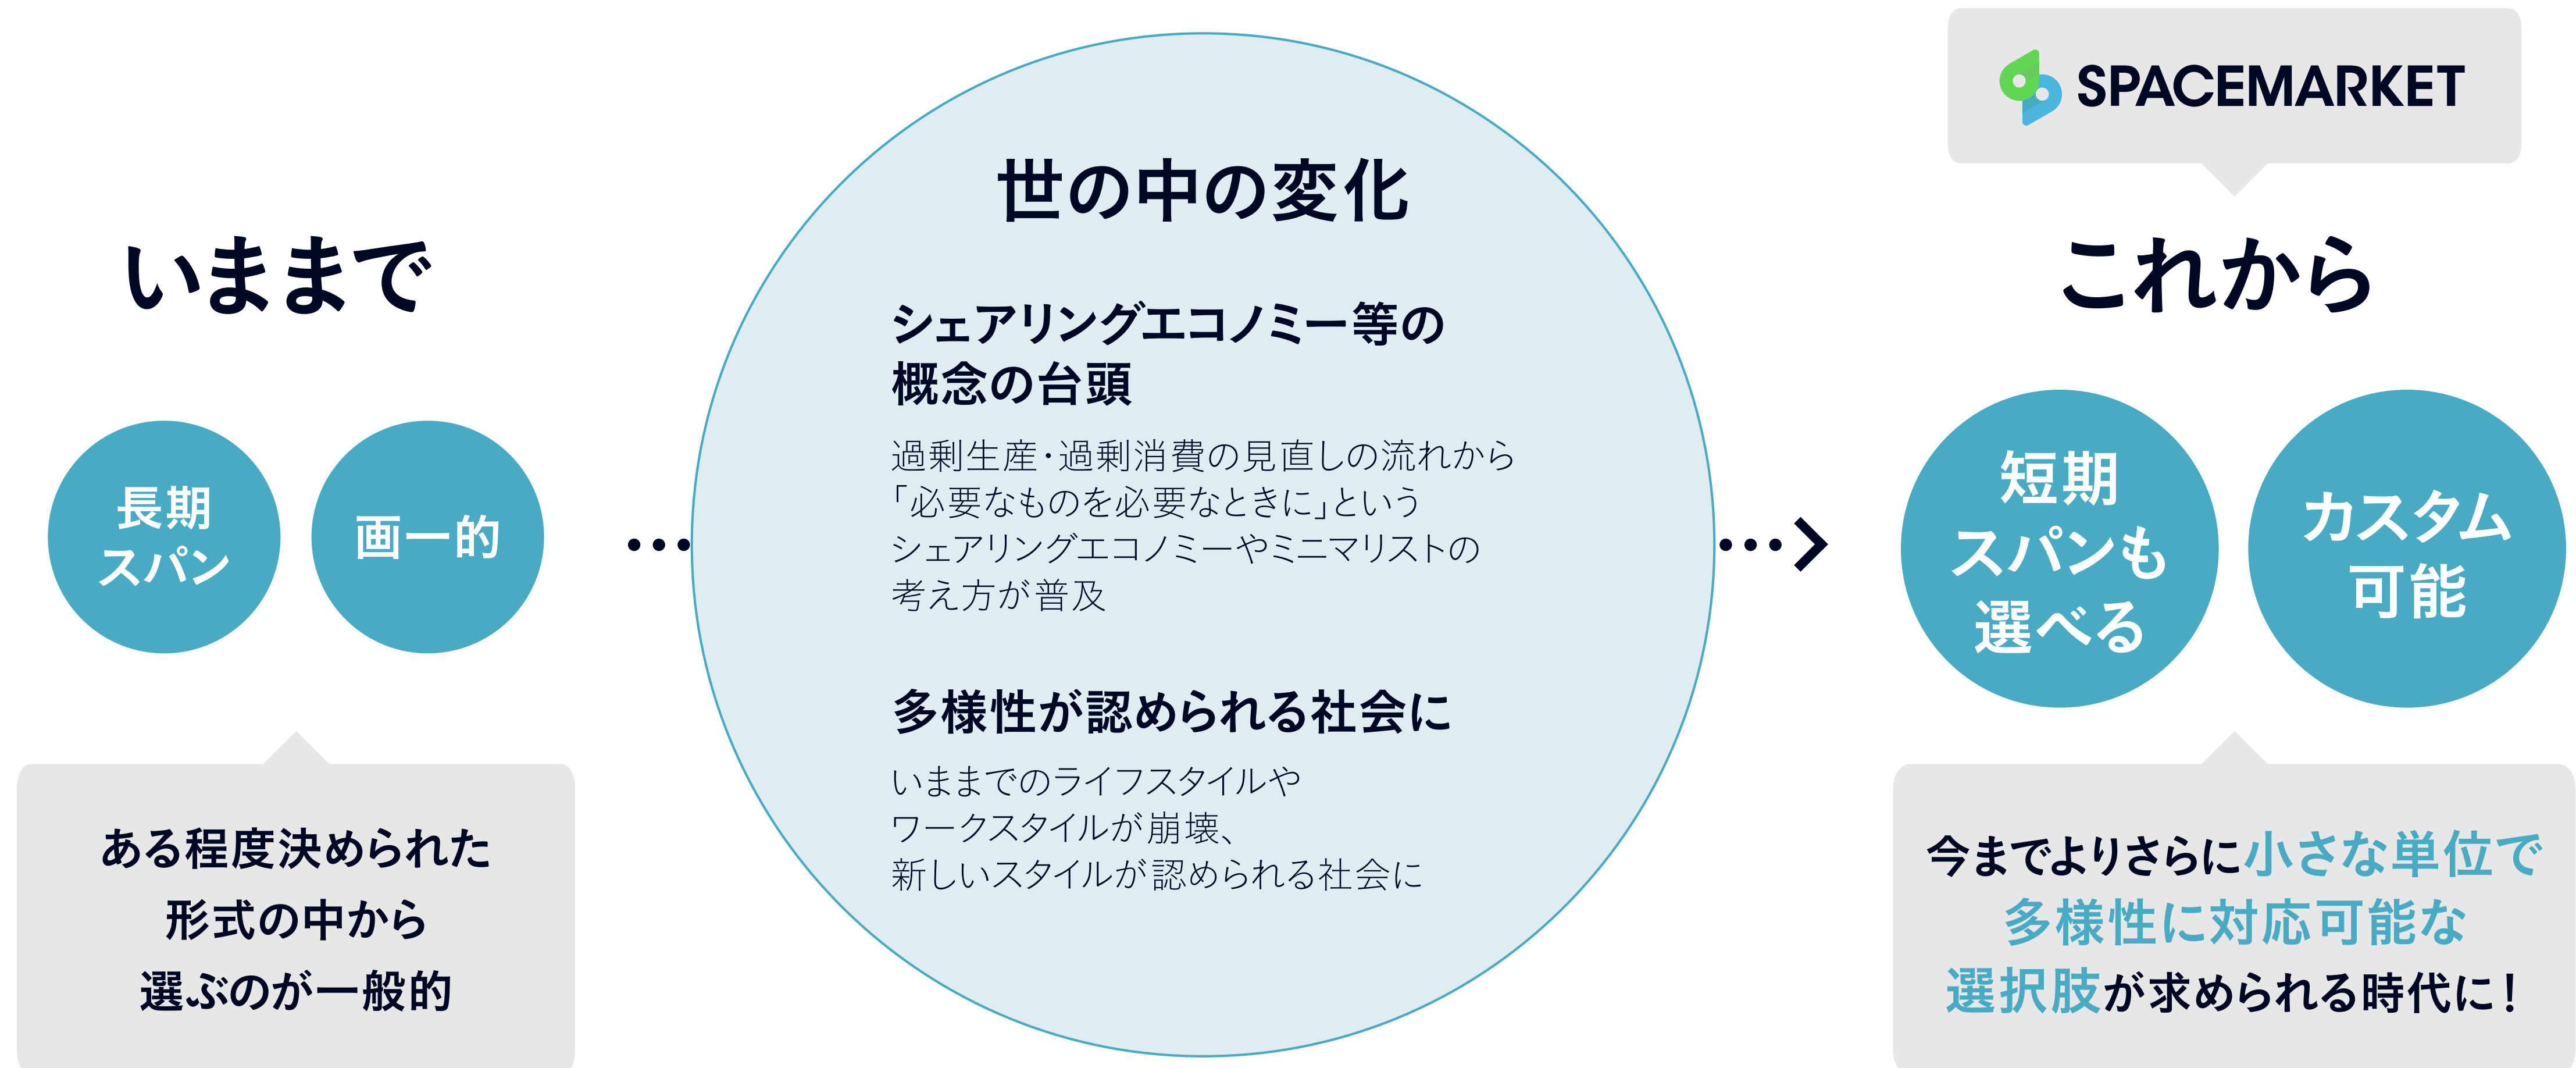 いままで
長期
スパン
画一的
ある程度決められた
形式の中から
選ぶのが一般的
世の中の変化
シェアリングエコノミー等の
概念の台頭
過剰生産・過剰消費の見直しの流れから
「必要なものを必要なときに」という
シェアリングエコノミーやミニマリストの
考え方が普及
多様性が認められる社会に
いままでのライフスタイルや
ワークスタイルが崩壊、
新しいスタイルが認められる社会に
SPACEMARKET
これから
短期
スパンも
選べる
カスタム
可能
今までよりさらに小さな単位で
多様性に対応可能な
選択肢が求められる時代に！